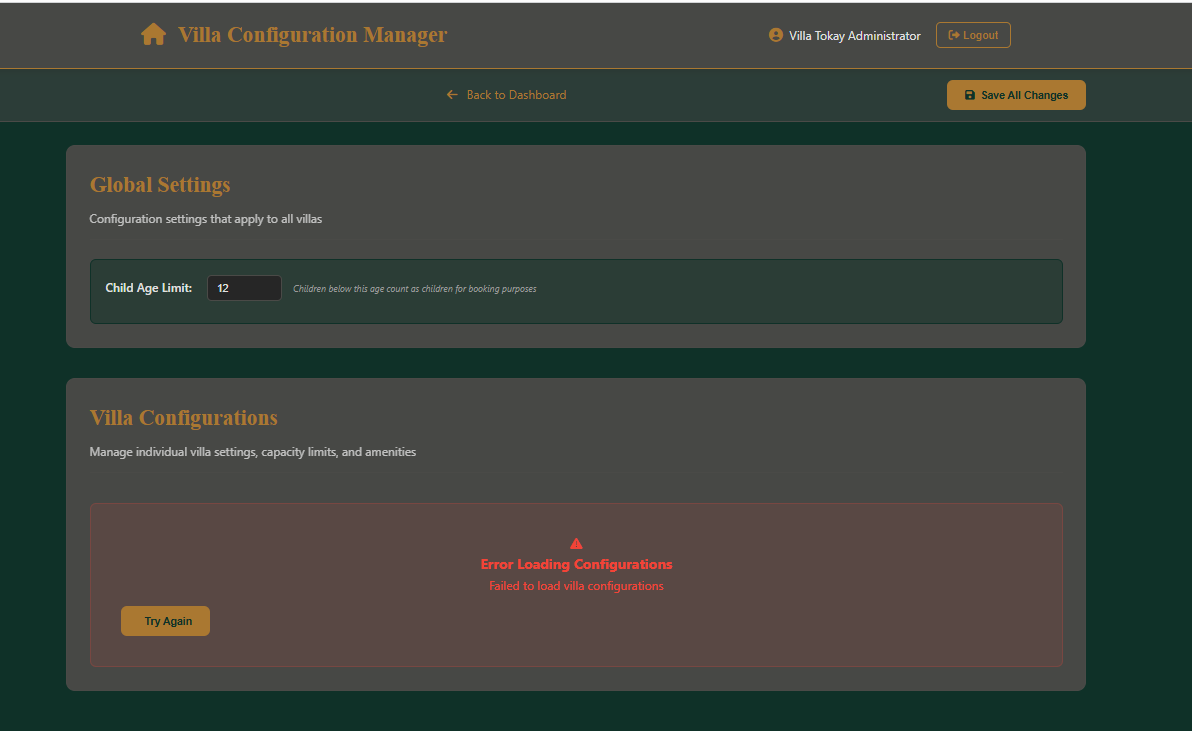 Villa Configuration Manager
Villa Tokay Administrator
Logout
Back to Dashboard
Save All Changes
Global Settings
Configuration settings that apply to all villas
Child Age Limit: 12 Children below this age count as children for booking purposes
Villa Configurations
Manage individual villa settings, capacity limits, and amenities
Error Loading Configurations
Failed to load villa configurations
Try Again